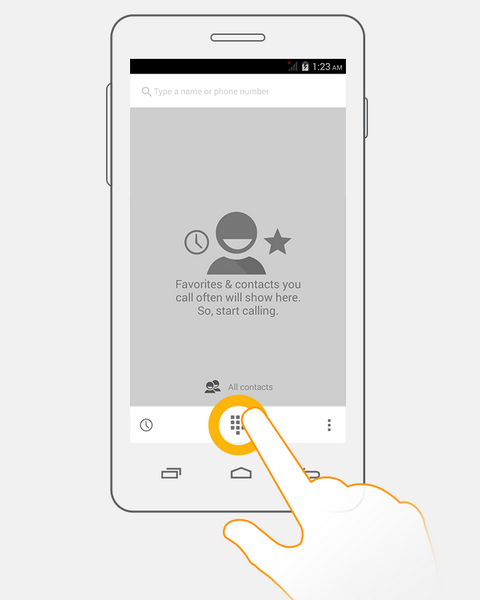 1:23 AM
Type a name or phone number
Favorites & contacts you
call often will show here.
So, start calling.
All contacts